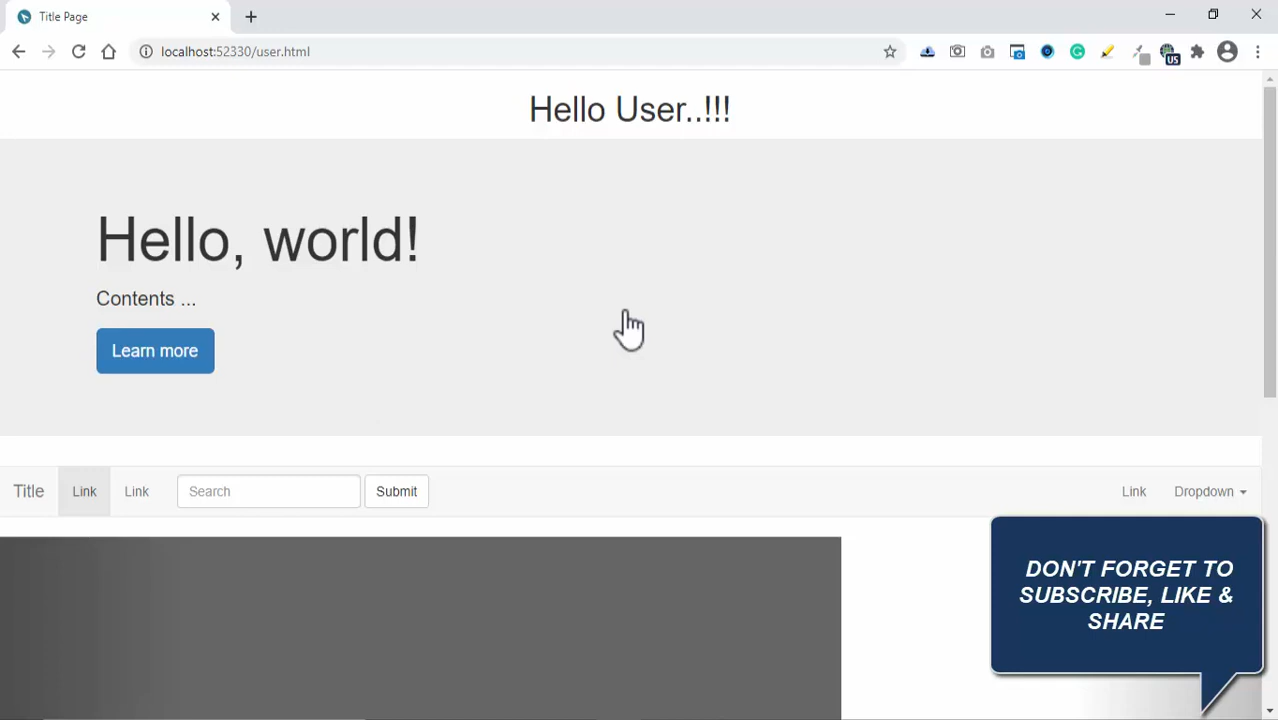 Title Page
localhost:52330/user.html
US
Hello User..!!!
Hello, world!
Contents ...
Learn more
Title Link Link Search Submit Link Dropdown
DON'T FORGET TO
SUBSCRIBE, LIKE &
SHARE